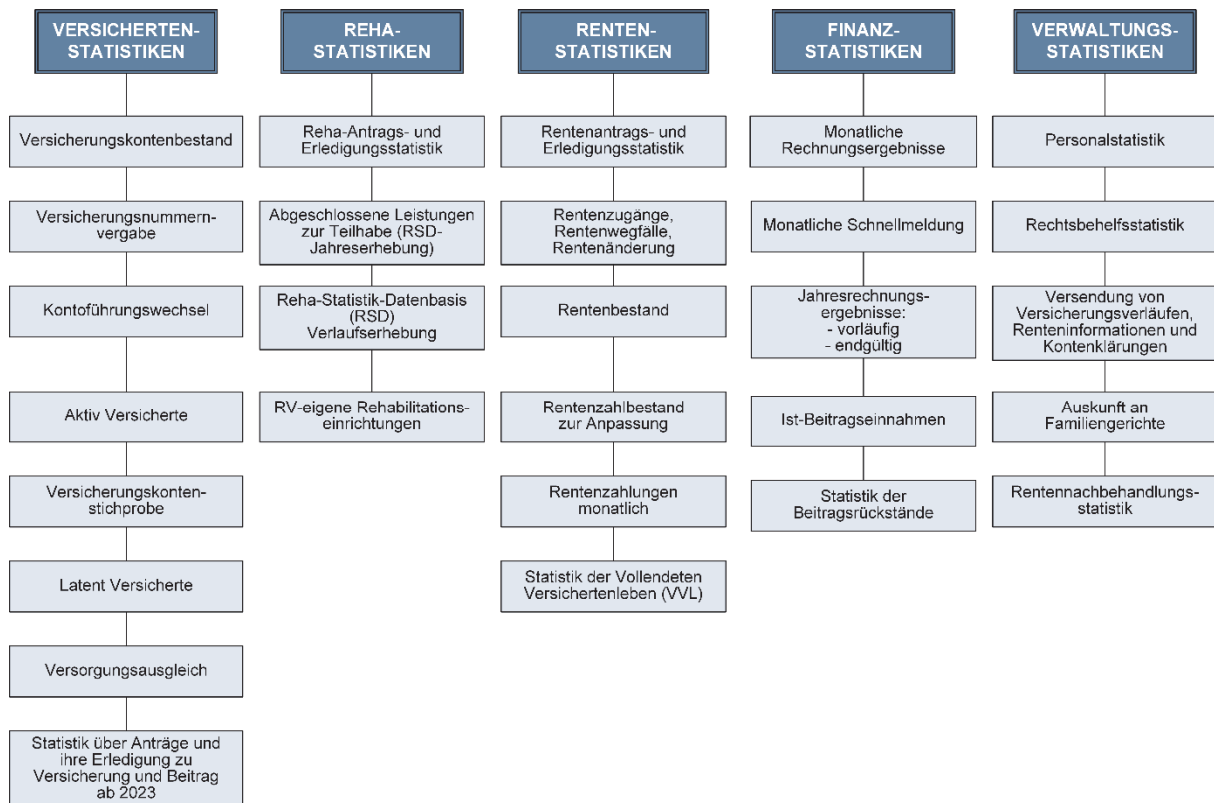 VERSICHERTEN-
STATISTIKEN
Versicherungskontenbestand
Versicherungsnummern-
vergabe
Kontoführungswechsel
Aktiv Versicherte
Versicherungskonten-
stichprobe
Latent Versicherte
Versorgungsausgleich
Statistik über Anträge und
ihre Erledigung zu
Versicherung und Beitrag
ab 2023
REHA-
STATISTIKEN
Reha-Antrags- und
Erledigungsstatistik
Abgeschlossene Leistungen
zur Teilhabe (RSD-
Jahreserhebung)
Reha-Statistik-Datenbasis
(RSD)
Verlaufserhebung
RV-eigene Rehabilitations-
einrichtungen
RENTEN-
STATISTIKEN
Rentenantrags- und
Erledigungsstatistik
Rentenzugänge,
Rentenwegfälle,
Rentenänderung
Rentenbestand
Rentenzahlbestand
zur Anpassung
Rentenzahlungen
monatlich
Statistik der Vollendeten
Versichertenleben (VVL)
FINANZ-
STATISTIKEN
Monatliche
Rechnungsergebnisse
Monatliche Schnellmeldung
Jahresrechnungs-
ergebnisse:
- vorläufig
- endgültig
Ist-Beitragseinnahmen
Statistik der
Beitragsrückstände
VERWALTUNGS-
STATISTIKEN
Personalstatistik
Rechtsbehelfsstatistik
Versendung von
Versicherungsverläufen,
Renteninformationen und
Kontenklärungen
Auskunft an
Familiengerichte
Rentennachbehandlungs-
statistik